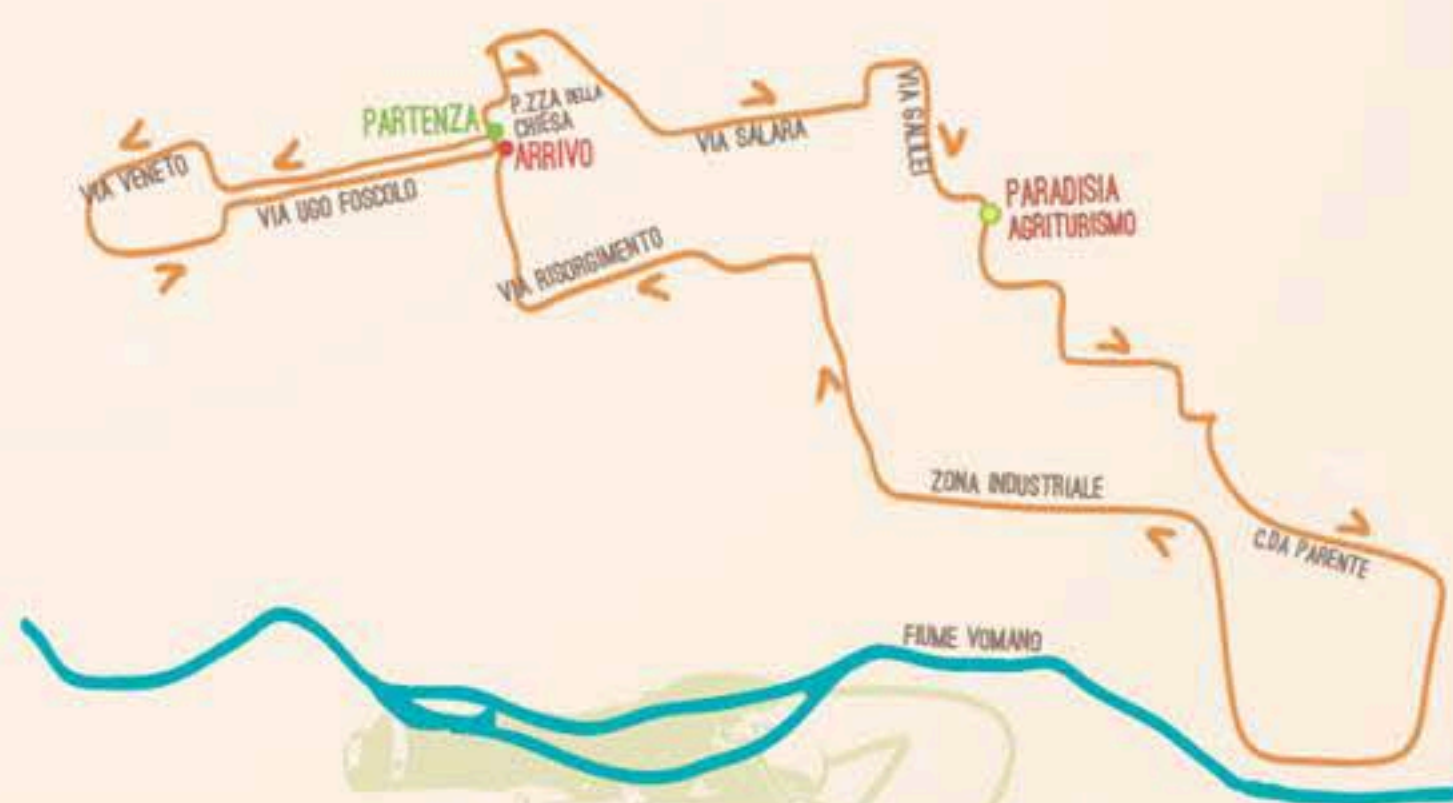 PARTENZA
P.ZZA DELLA
CHIESA
ARRIVO
VIA SALARA
VIA GALILEI
VIA VENETO
VIA UGO FOSCOLO
PARADISIA
AGRITURISMO
VIA RISORGIMENTO
ZONA INDUSTRIALE
C.DA PARENTE
FIUME VOMANO